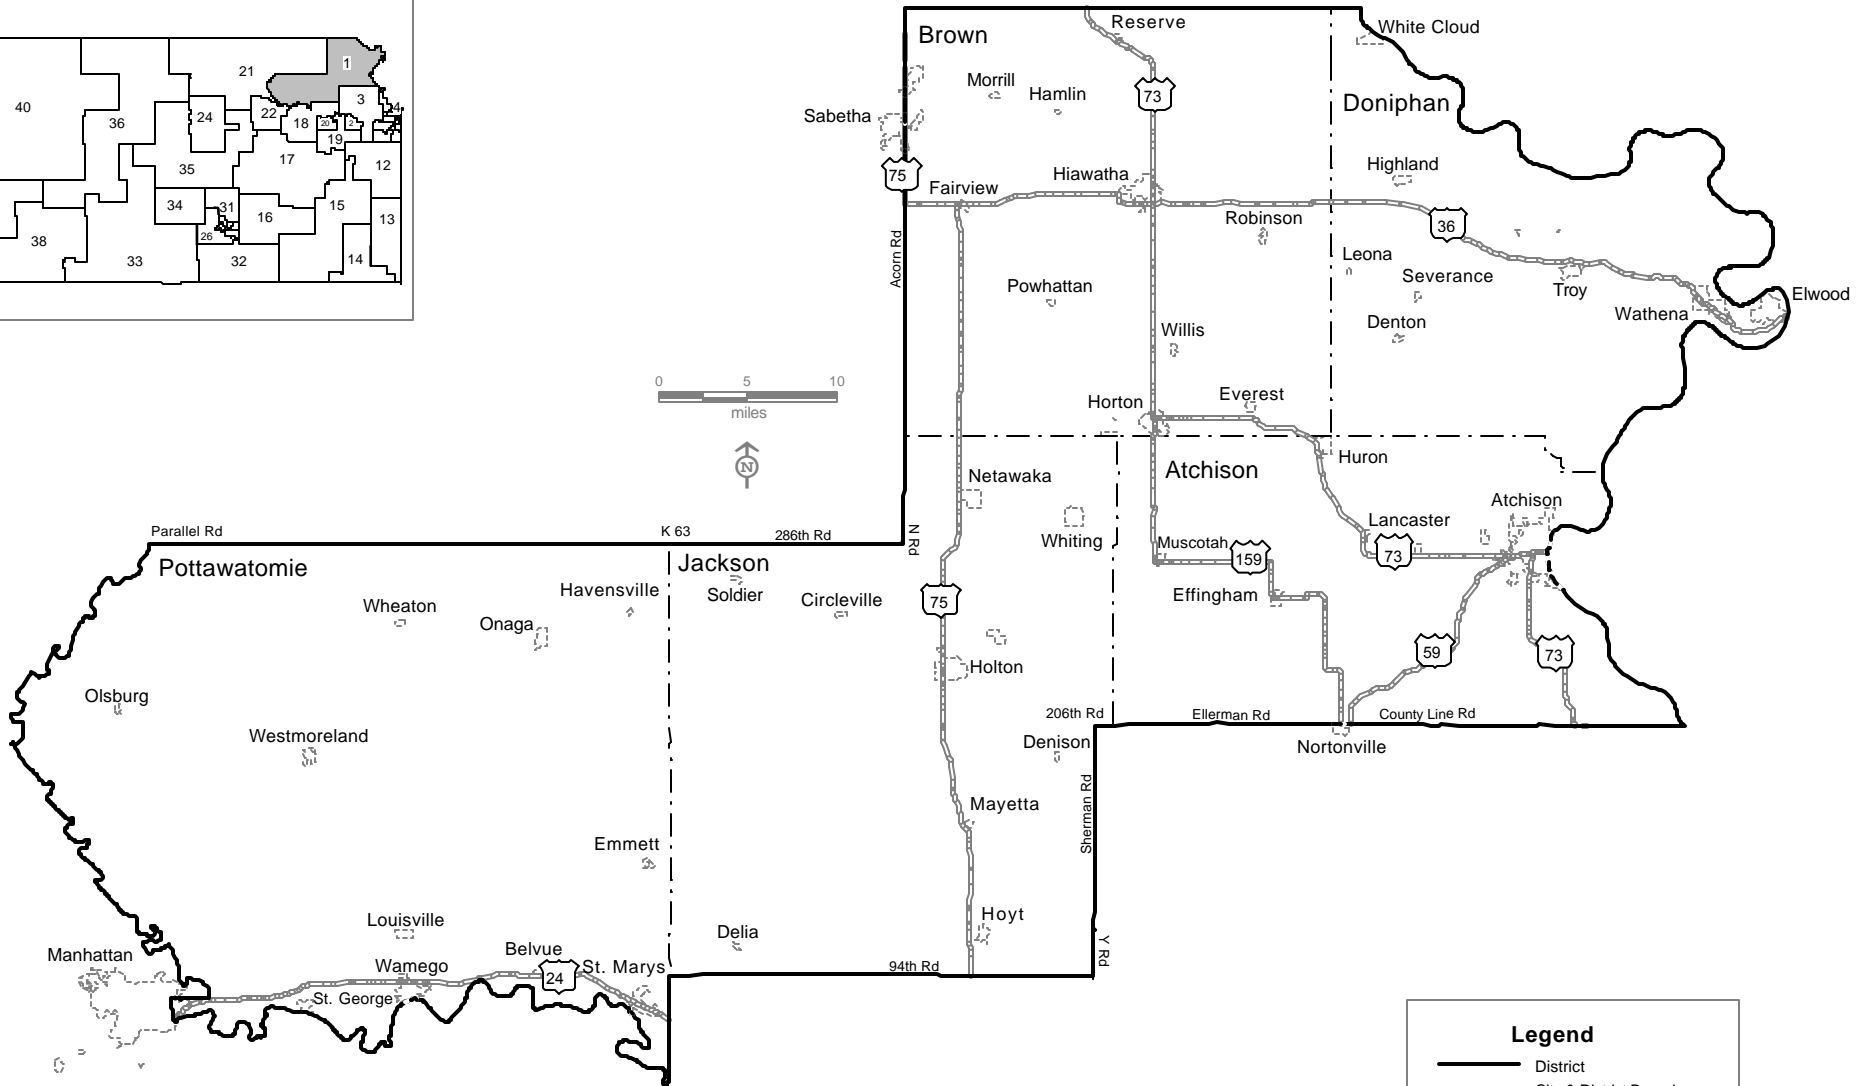 40
36
21
1
24
22
18
20
2
3
4
19
35
17
12
34
31
16
15
13
26
38
33
32
14
Brown
Reserve
White Cloud
Morrill
Hamlin
73
Doniphan
Sabetha
75
Fairview
Hiawatha
Highland
Robinson
36
Acorn Rd
Leona
Severance
Powhattan
Troy
Elwood
Wathena
Denton
Willis
0 5 10
miles
N
Horton
Everest
Huron
Atchison
Netawaka
Atchison
Whiting
Lancaster
Muscotah
159
73
Effingham
Parallel Rd
K 63
286th Rd
N Rd
Pottawatomie
Jackson
Soldier
Havensville
Circleville
75
Wheaton
Onaga
Holton
59
73
Olsburg
206th Rd
Ellerman Rd
County Line Rd
Westmoreland
Denison
Nortonville
Sherman Rd
Mayetta
Emmett
Louisville
Hoyt
Delia
Y Rd
Manhattan
Belvue
Wamego
24
St. Marys
94th Rd
St. George
Legend
District